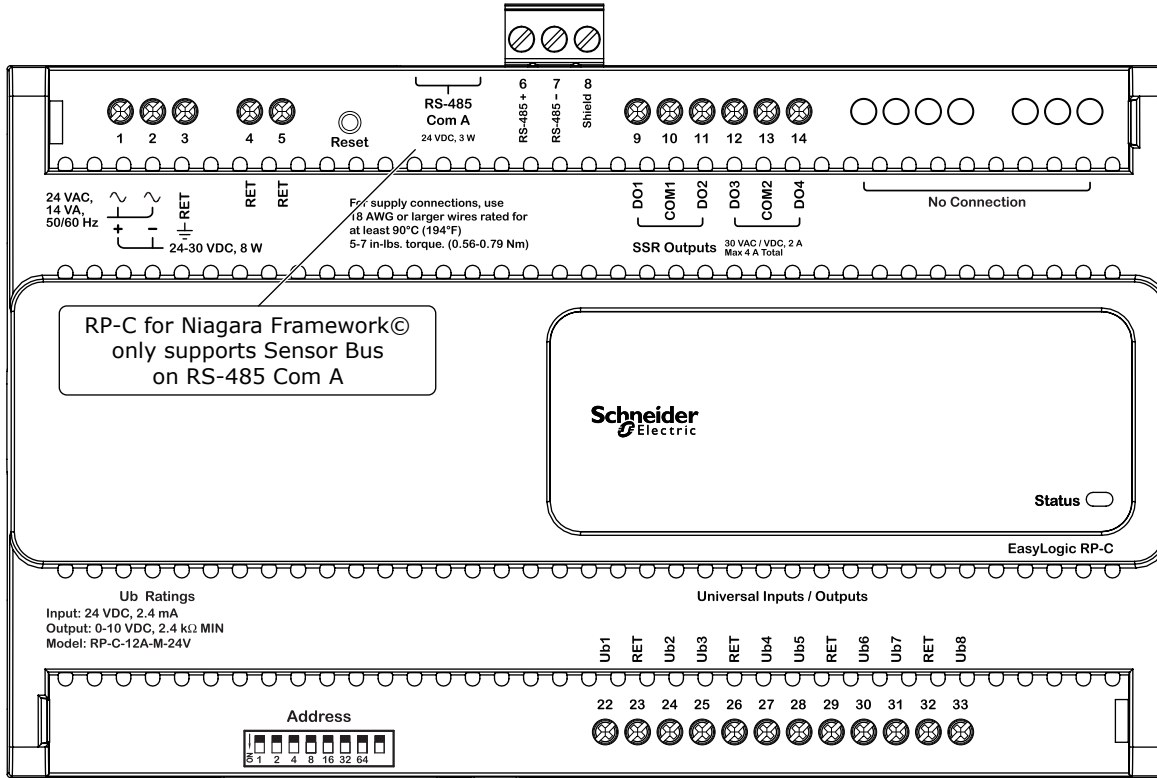 6 7 8
RS-485 + RS-485 − Shield
RS-485
Com A
24 VDC, 3 W
1 2 3 4 5
Reset
9 10 11 12 13 14
24 VAC,
14 VA,
50/60 Hz
+ −
RET
24-30 VDC, 8 W
RET RET
For supply connections, use
18 AWG or larger wires rated for
at least 90°C (194°F)
5-7 in-lbs. torque. (0.56-0.79 Nm)
DO1 COM1 DO2 DO3 COM2 DO4
SSR Outputs
30 VAC / VDC, 2 A
Max 4 A Total
No Connection
RP-C for Niagara Framework©
only supports Sensor Bus
on RS-485 Com A
Schneider
Electric
Status
EasyLogic RP-C
Ub Ratings
Input: 24 VDC, 2.4 mA
Output: 0-10 VDC, 2.4 kΩ MIN
Model: RP-C-12A-M-24V
Universal Inputs / Outputs
Ub1 RET Ub2 Ub3 RET Ub4 Ub5 RET Ub6 Ub7 RET Ub8
22 23 24 25 26 27 28 29 30 31 32 33
Address
ON
1 2 4 8 16 32 64